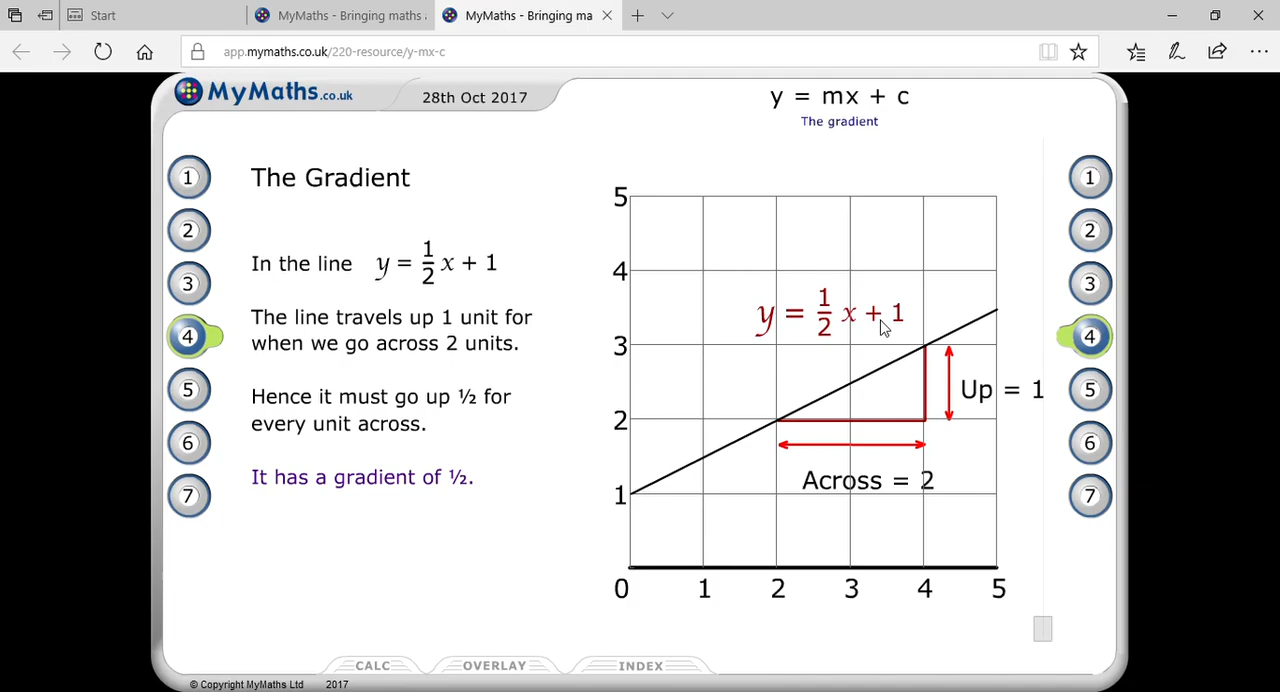 Start
MyMaths - Bringing maths
MyMaths - Bringing ma
app.mymaths.co.uk/220-resource/y-mx-c
MyMaths.co.uk
28th Oct 2017
y = mx + c
The gradient
1
2
3
4
5
6
7
The Gradient
In the line y = 1/2 x + 1
The line travels up 1 unit for
when we go across 2 units.
Hence it must go up ½ for
every unit across.
It has a gradient of ½.
5
4
3
2
1
0 1 2 3 4 5
y = 1/2 x + 1
Up = 1
Across = 2
1
2
3
4
5
6
7
CALC OVERLAY INDEX
© Copyright MyMaths Ltd 2017